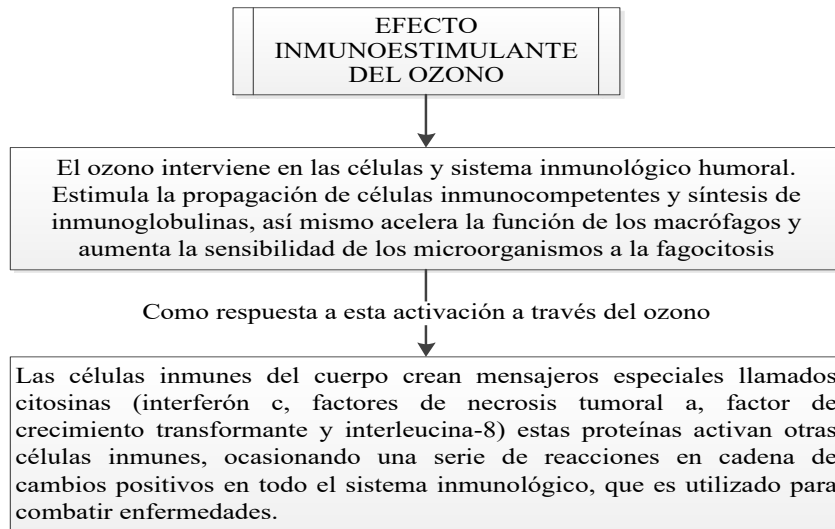 EFECTO
INMUNOESTIMULANTE
DEL OZONO
El ozono interviene en las células y sistema inmunológico humoral.
Estimula la propagación de células inmunocompetentes y síntesis de
inmunoglobulinas, así mismo acelera la función de los macrófagos y
aumenta la sensibilidad de los microorganismos a la fagocitosis
Como respuesta a esta activación a través del ozono
Las células inmunes del cuerpo crean mensajeros especiales llamados
citosinas (interferón c, factores de necrosis tumoral a, factor de
crecimiento transformante y interleucina-8) estas proteínas activan otras
células inmunes, ocasionando una serie de reacciones en cadena de
cambios positivos en todo el sistema inmunológico, que es utilizado para
combatir enfermedades.